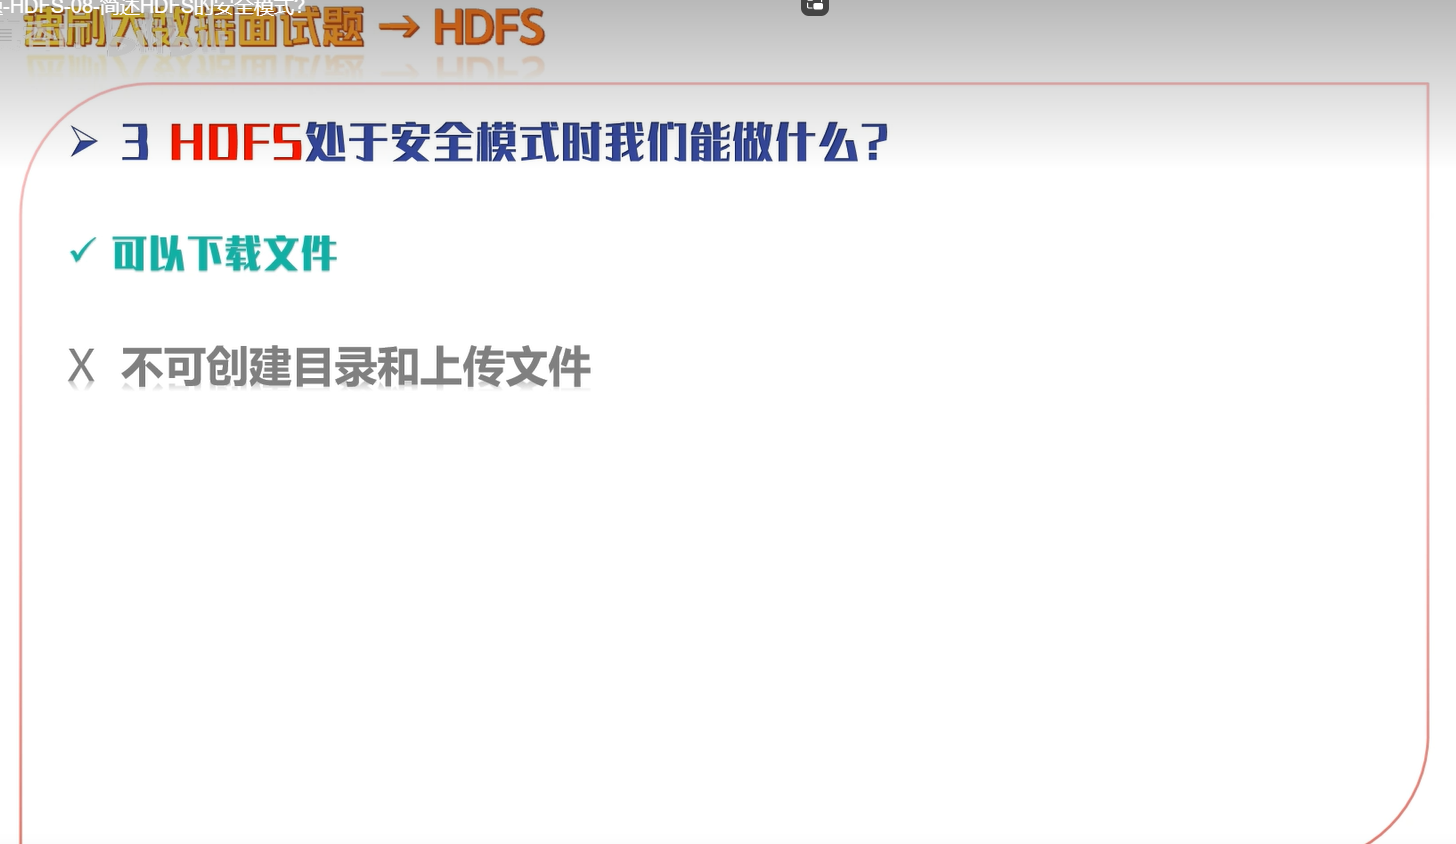 -HDFS-08-简述HDFS的安全模式?
速刷大数据面试题 → HDFS
➢ 3 HDFS处于安全模式时我们能做什么?
✓ 可以下载文件
X 不可创建目录和上传文件